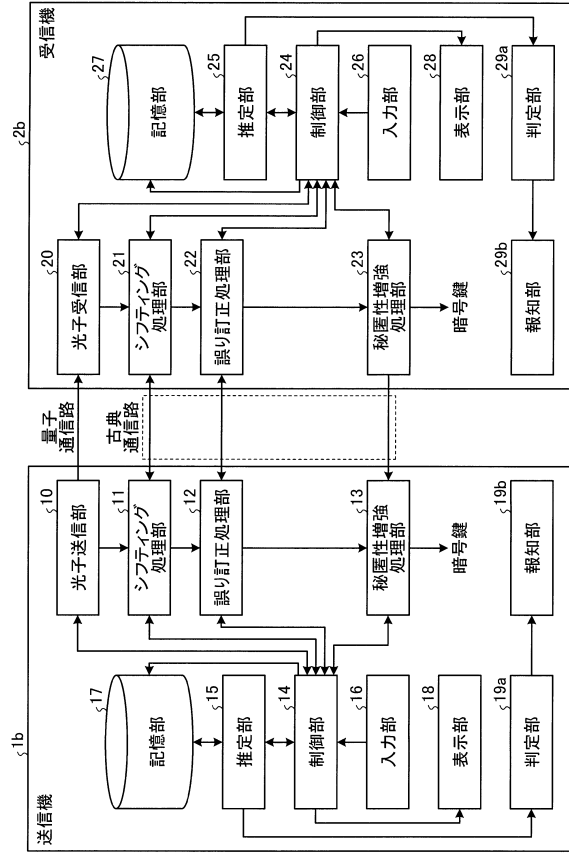 1b
送信機
17
記憶部
15
推定部
14
制御部
16
入力部
18
表示部
19a
判定部
10
光子送信部
11
シフティング
処理部
12
誤り訂正処理部
13
秘匿性増強
処理部
暗号鍵
19b
報知部
量子
通信路
古典
通信路
2b
受信機
20
光子受信部
21
シフティング
処理部
22
誤り訂正処理部
23
秘匿性増強
処理部
暗号鍵
29b
報知部
27
記憶部
25
推定部
24
制御部
26
入力部
28
表示部
29a
判定部